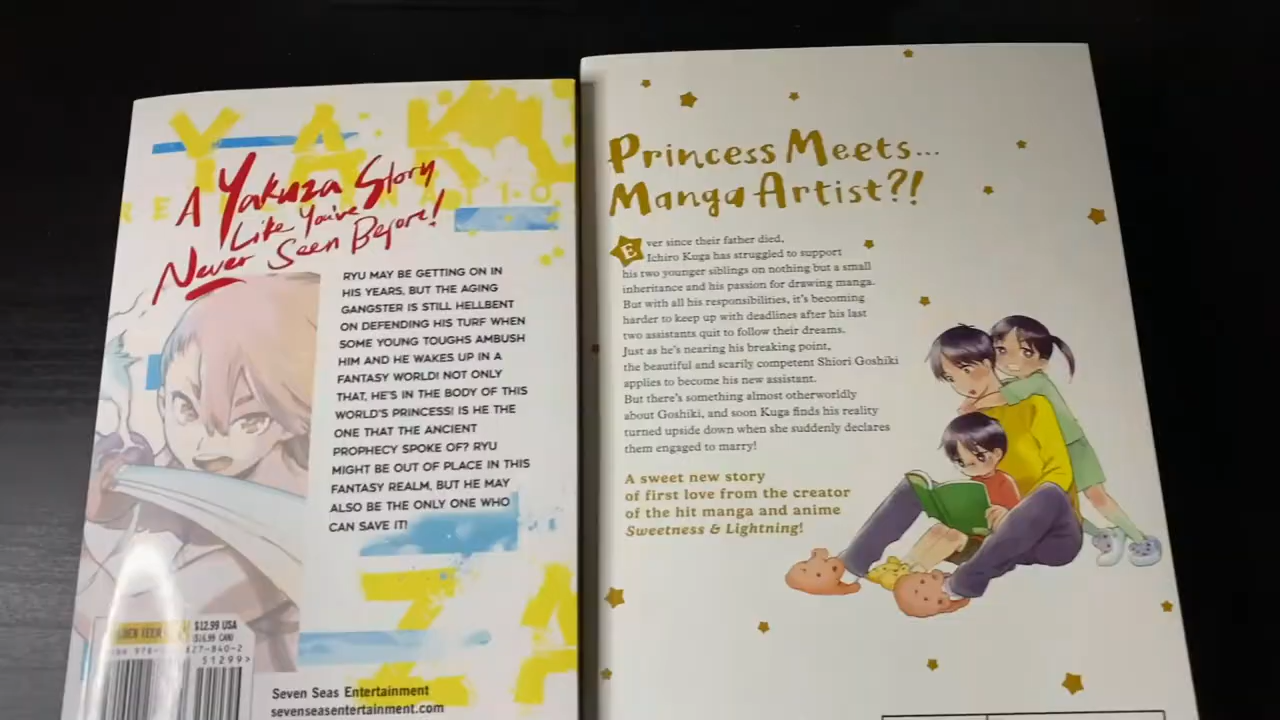 YAKUZA
REINCARNATION
A Yakuza Story
Like You've
Never Seen Before!
RYU MAY BE GETTING ON IN
HIS YEARS, BUT THE AGING
GANGSTER IS STILL HELLBENT
ON DEFENDING HIS TURF WHEN
SOME YOUNG TOUGHS AMBUSH
HIM AND HE WAKES UP IN A
FANTASY WORLD! NOT ONLY
THAT, HE'S IN THE BODY OF THIS
WORLD'S PRINCESS! IS HE THE
ONE THAT THE ANCIENT
PROPHECY SPOKE OF? RYU
MIGHT BE OUT OF PLACE IN THIS
FANTASY REALM, BUT HE MAY
ALSO BE THE ONLY ONE WHO
CAN SAVE IT!
$12.99 USA
($16.99 CAN)
51299>
Seven Seas Entertainment
sevenseasentertainment.com
Princess Meets...
Manga Artist?!
Ever since their father died,
Ichiro Kuga has struggled to support
his two younger siblings on nothing but a small
inheritance and his passion for drawing manga.
But with all his responsibilities, it's becoming
harder to keep up with deadlines after his last
two assistants quit to follow their dreams.
Just as he's nearing his breaking point,
the beautiful and scarily competent Shiori Goshiki
applies to become his new assistant.
But there's something almost otherworldly
about Goshiki, and soon Kuga finds his reality
turned upside down when she suddenly declares
them engaged to marry!
A sweet new story
of first love from the creator
of the hit manga and anime
Sweetness & Lightning!